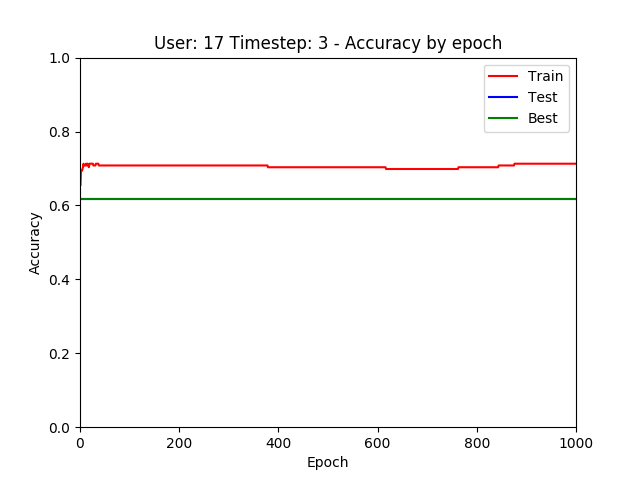 User: 17 Timestep: 3 - Accuracy by epoch
1.0
0.8
0.6
0.4
0.2
0.0
Accuracy
Train
Test
Best
0 200 400 600 800 1000
Epoch